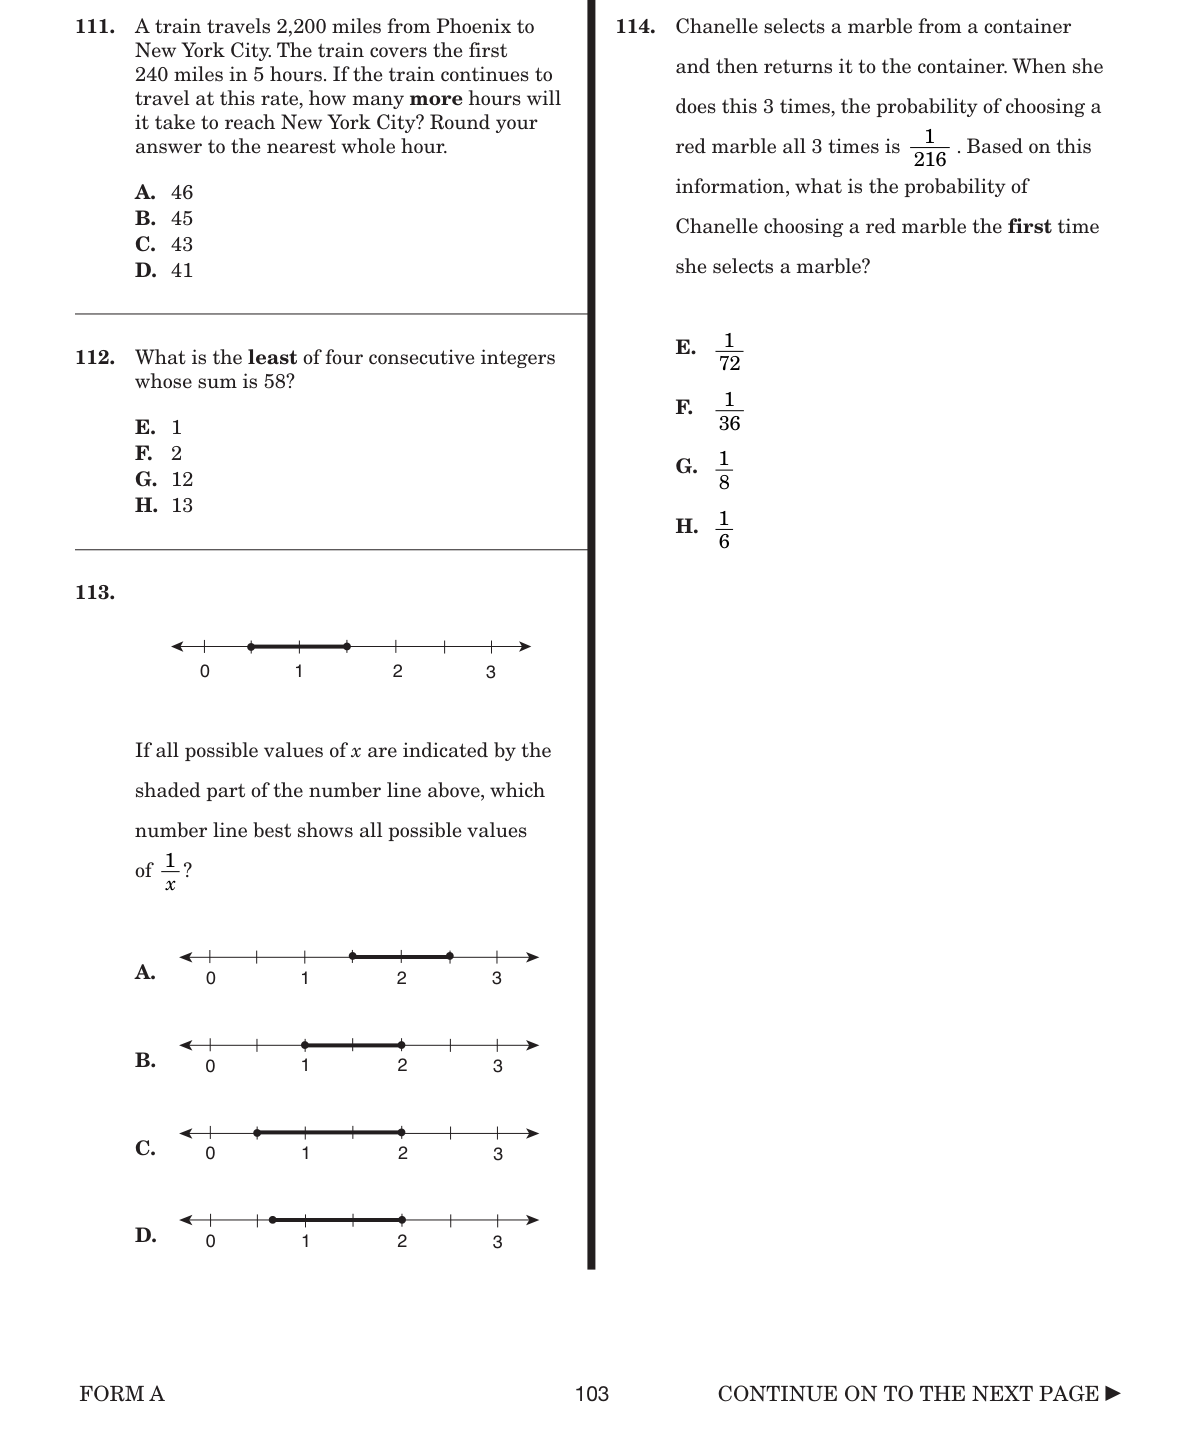 111. A train travels 2,200 miles from Phoenix to
New York City. The train covers the first
240 miles in 5 hours. If the train continues to
travel at this rate, how many more hours will
it take to reach New York City? Round your
answer to the nearest whole hour.
A. 46
B. 45
C. 43
D. 41
112. What is the least of four consecutive integers
whose sum is 58?
E. 1
F. 2
G. 12
H. 13
113.
0 1 2 3
If all possible values of x are indicated by the
shaded part of the number line above, which
number line best shows all possible values
of 1/x?
A. 0 1 2 3
B. 0 1 2 3
C. 0 1 2 3
D. 0 1 2 3
114. Chanelle selects a marble from a container
and then returns it to the container. When she
does this 3 times, the probability of choosing a
red marble all 3 times is 1/216. Based on this
information, what is the probability of
Chanelle choosing a red marble the first time
she selects a marble?
E. 1/72
F. 1/36
G. 1/8
H. 1/6
FORM A 103 CONTINUE ON TO THE NEXT PAGE ►